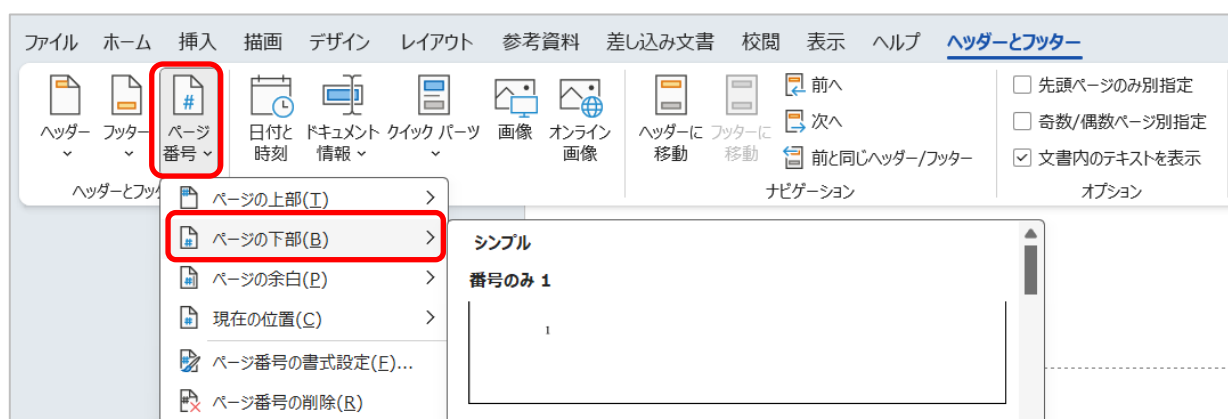 ファイル ホーム 挿入 描画 デザイン レイアウト 参考資料 差し込み文書 校閲 表示 ヘルプ ヘッダーとフッター
ヘッダー フッター ページ番号 日付と時刻 ドキュメント情報 クイック パーツ 画像 オンライン画像 ヘッダーに移動 フッターに移動
前へ
次へ
前と同じヘッダー/フッター
先頭ページのみ別指定
奇数/偶数ページ別指定
文書内のテキストを表示
ヘッダーとフッ
ナビゲーション
オプション
ページの上部(T)
ページの下部(B)
ページの余白(P)
現在の位置(C)
ページ番号の書式設定(F)...
ページ番号の削除(R)
シンプル
番号のみ 1
1